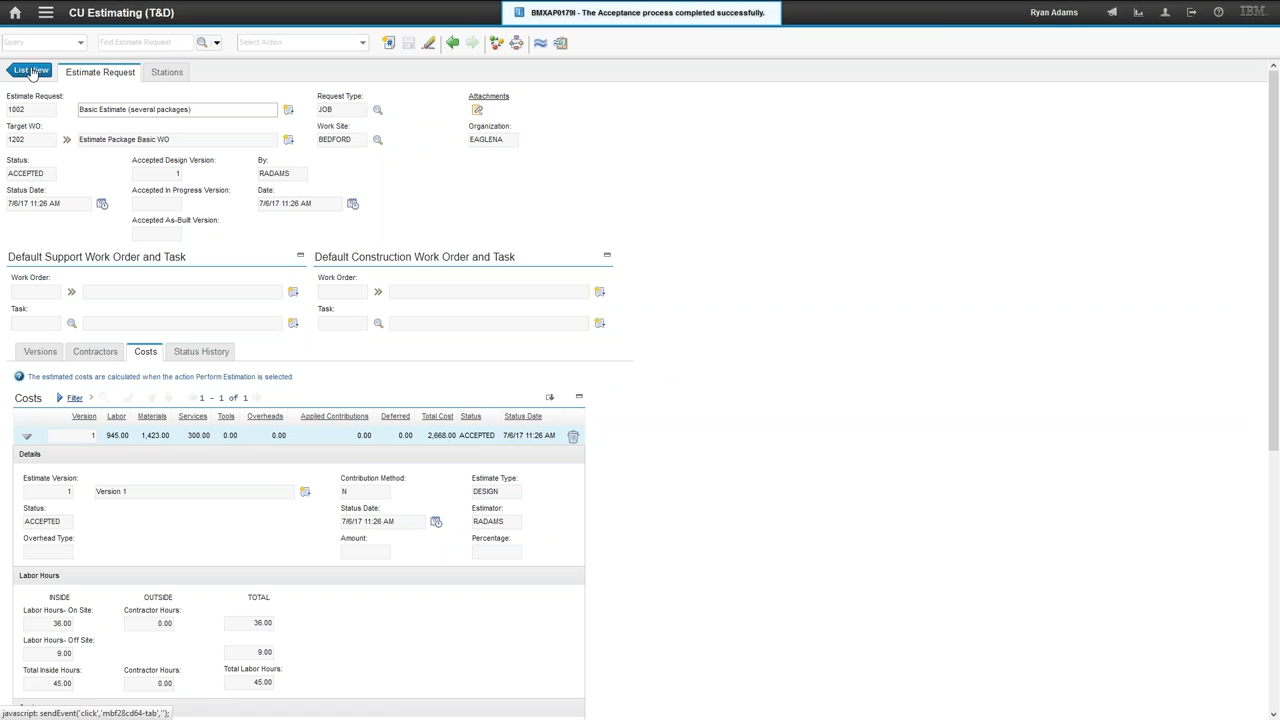 CU Estimating (T&D)
BMXAP0179I - The Acceptance process completed successfully.
Ryan Adams
IBM
Query
Find Estimate Request
Select Action
List View
Estimate Request
Stations
Estimate Request: Request Type: Attachments
1002 Basic Estimate (several packages) JOB
Target WO: Work Site: Organization:
1202 Estimate Package Basic WO BEDFORD EAGLENA
Status: Accepted Design Version: By:
ACCEPTED 1 RADAMS
Status Date: Accepted In Progress Version: Date:
7/6/17 11:26 AM 7/6/17 11:26 AM
Accepted As-Built Version:
Default Support Work Order and Task Default Construction Work Order and Task
Work Order: Work Order:
Task: Task:
Versions Contractors Costs Status History
The estimated costs are calculated when the action Perform Estimation is selected.
Costs Filter 1 - 1 of 1
Version Labor Materials Services Tools Overheads Applied Contributions Deferred Total Cost Status Status Date
1 945.00 1,423.00 300.00 0.00 0.00 0.00 0.00 2,668.00 ACCEPTED 7/6/17 11:26 AM
Details
Estimate Version: Contribution Method: Estimate Type:
1 Version 1 N DESIGN
Status: Status Date: Estimator:
ACCEPTED 7/6/17 11:26 AM RADAMS
Overhead Type: Amount: Percentage:
Labor Hours
INSIDE OUTSIDE TOTAL
Labor Hours- On Site: Contractor Hours:
36.00 0.00 36.00
Labor Hours- Off Site:
9.00 9.00
Total Inside Hours: Contractor Hours: Total Labor Hours:
45.00 0.00 45.00
javascript: sendEvent('click','mbf28cd64-tab','');